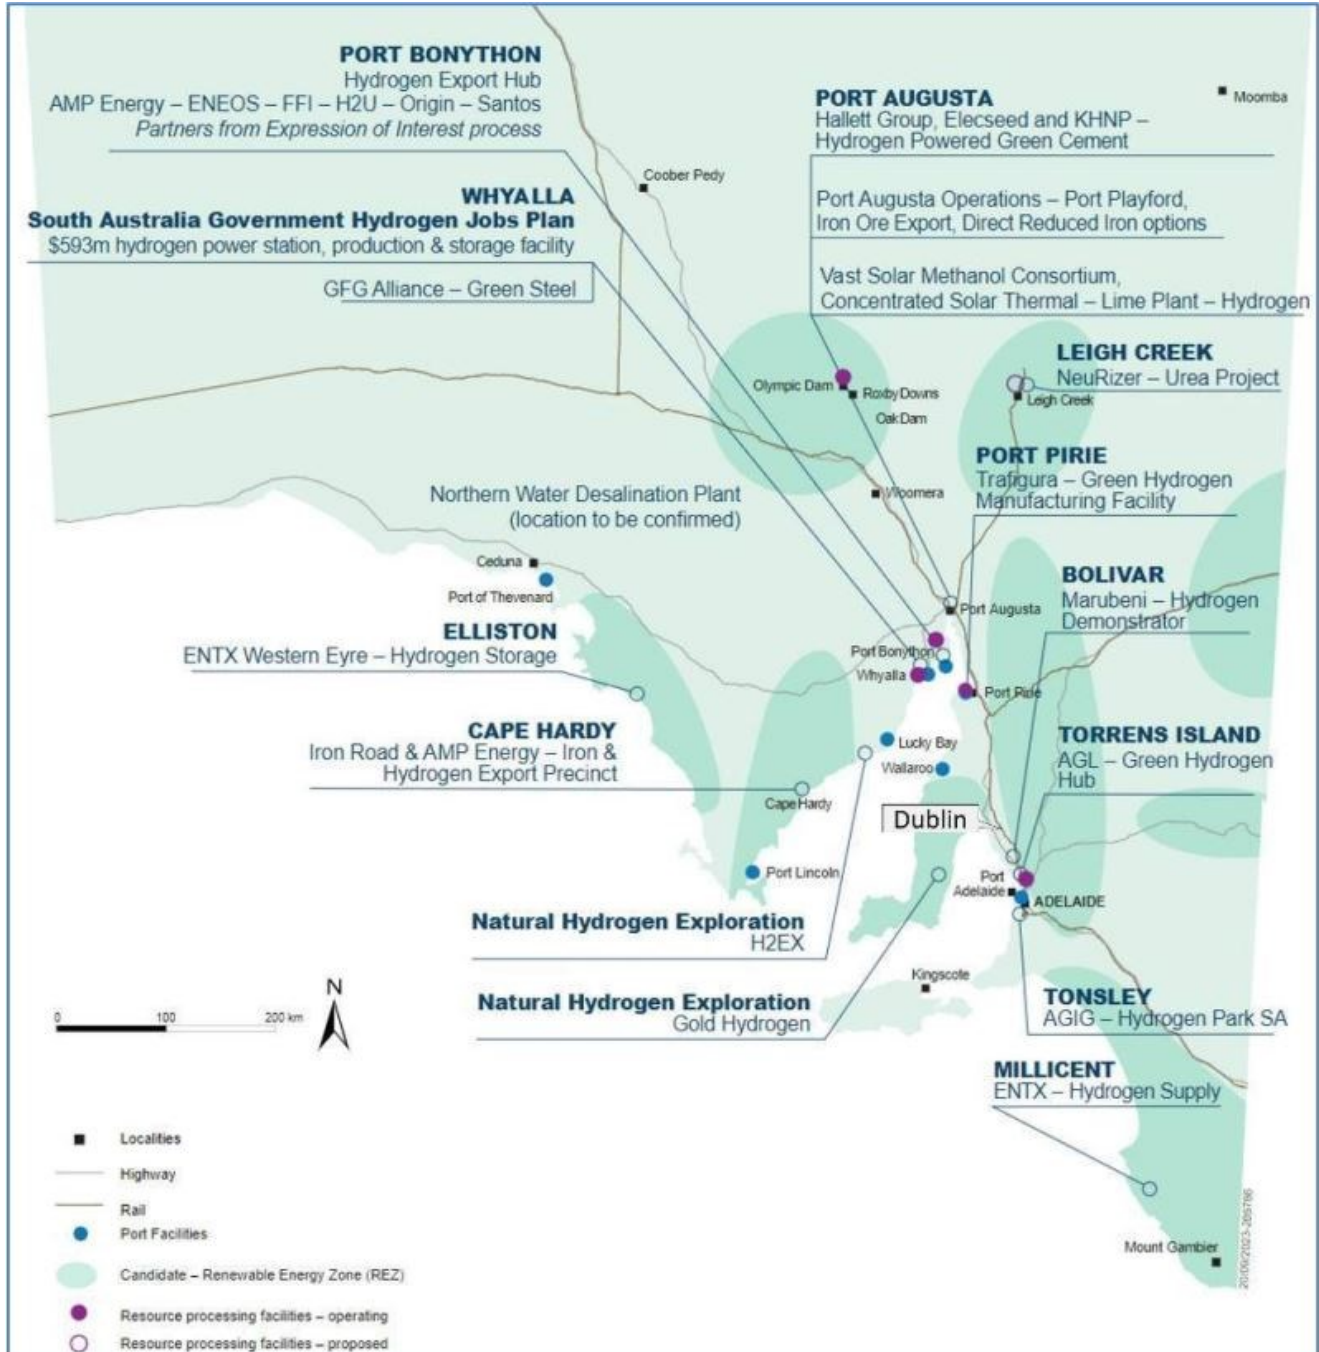 PORT BONYTHON
Hydrogen Export Hub
AMP Energy – ENEOS – FFI – H2U – Origin – Santos
Partners from Expression of Interest process
WHYALLA
South Australia Government Hydrogen Jobs Plan
$593m hydrogen power station, production & storage facility
GFG Alliance – Green Steel
PORT AUGUSTA
Hallett Group, Elecseed and KHNP –
Hydrogen Powered Green Cement
Port Augusta Operations – Port Playford,
Iron Ore Export, Direct Reduced Iron options
Vast Solar Methanol Consortium,
Concentrated Solar Thermal – Lime Plant – Hydrogen
Moomba
Coober Pedy
LEIGH CREEK
NeuRizer – Urea Project
Olympic Dam
Roxby Downs
Oak Dam
Leigh Creek
PORT PIRIE
Trafigura – Green Hydrogen
Manufacturing Facility
Woomera
Northern Water Desalination Plant
(location to be confirmed)
Ceduna
Port of Thevenard
BOLIVAR
Marubeni – Hydrogen
Demonstrator
Port Augusta
ELLISTON
ENTX Western Eyre – Hydrogen Storage
Port Bonython
Whyalla
Port Pirie
CAPE HARDY
Iron Road & AMP Energy – Iron &
Hydrogen Export Precinct
Lucky Bay
Wallaroo
TORRENS ISLAND
AGL – Green Hydrogen
Hub
Cape Hardy
Dublin
Port Lincoln
Port
Adelaide
ADELAIDE
Natural Hydrogen Exploration
H2EX
Kingscote
Natural Hydrogen Exploration
Gold Hydrogen
TONSLEY
AGIG – Hydrogen Park SA
N
0 100 200 km
MILLICENT
ENTX – Hydrogen Supply
Mount Gambier
Localities
Highway
Rail
Port Facilities
Candidate – Renewable Energy Zone (REZ)
Resource processing facilities – operating
Resource processing facilities – proposed